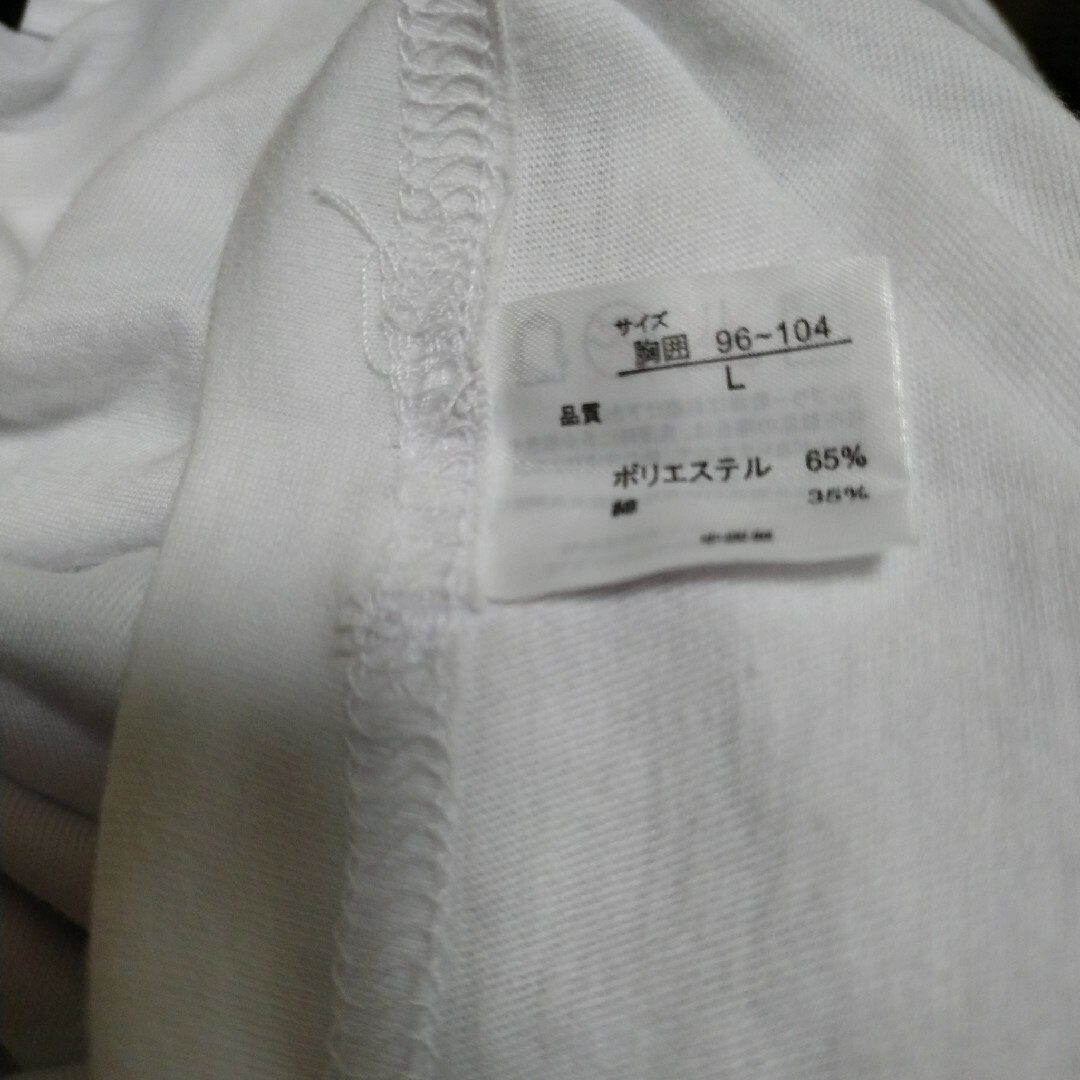 サイズ
胸囲 96~104
L
品質
ポリエステル 65%
綿 35%